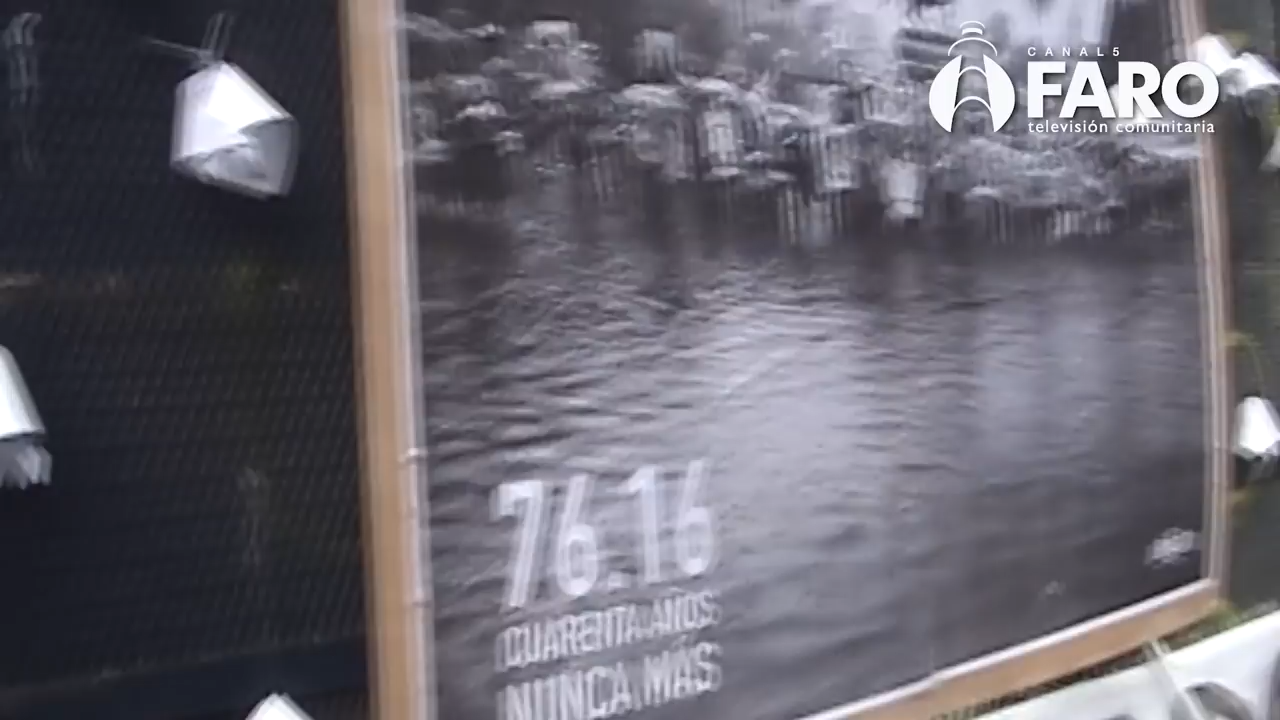 CANAL 5
FARO
televisión comunitaria
76.16
CUARENTA AÑOS
NUNCA MÁS